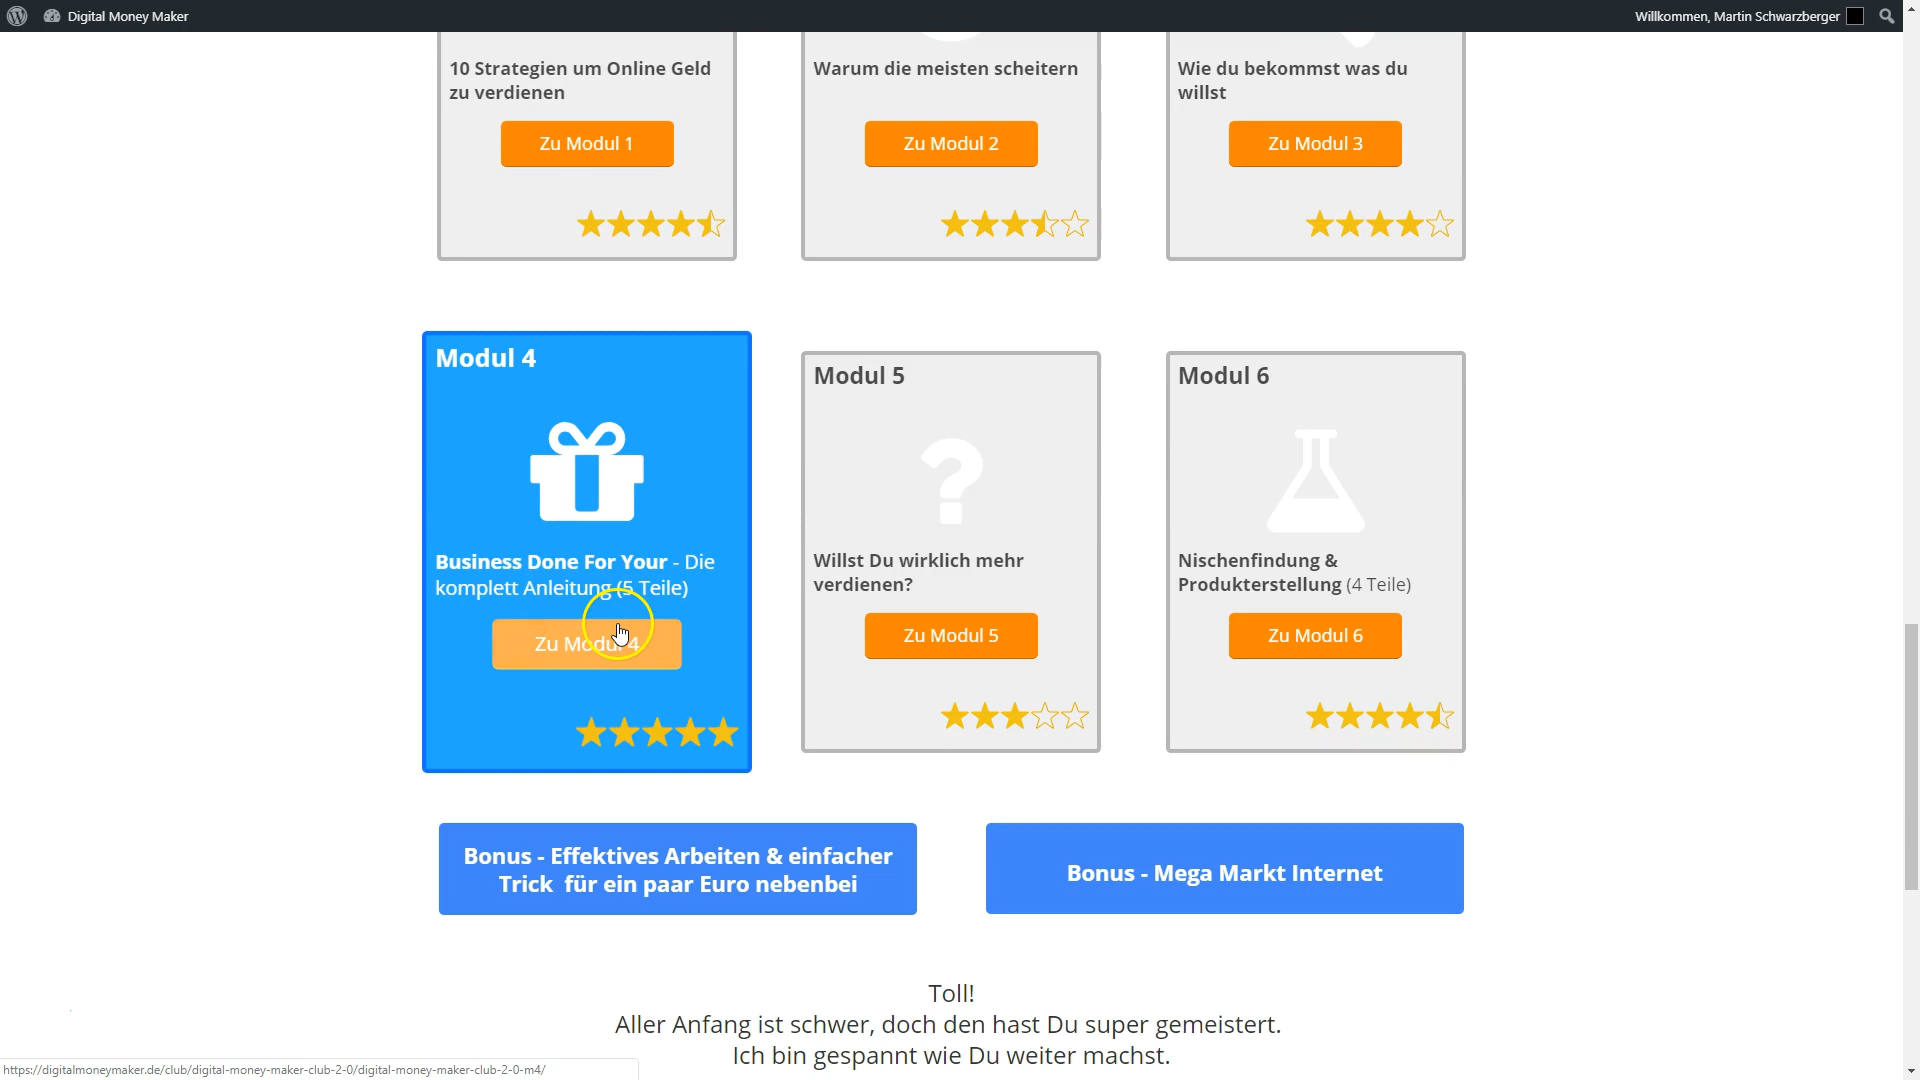 Digital Money Maker
Willkommen, Martin Schwarzberger
10 Strategien um Online Geld
zu verdienen
Zu Modul 1
Warum die meisten scheitern
Zu Modul 2
Wie du bekommst was du
willst
Zu Modul 3
Modul 4
Business Done For Your - Die
komplett Anleitung (5 Teile)
Zu Modul 4
Modul 5
Willst Du wirklich mehr
verdienen?
Zu Modul 5
Modul 6
Nischenfindung &
Produkterstellung (4 Teile)
Zu Modul 6
Bonus - Effektives Arbeiten & einfacher
Trick für ein paar Euro nebenbei
Bonus - Mega Markt Internet
Toll!
Aller Anfang ist schwer, doch den hast Du super gemeistert.
Ich bin gespannt wie Du weiter machst.
https://digitalmoneymaker.de/club/digital-money-maker-club-2-0/digital-money-maker-club-2-0-m4/